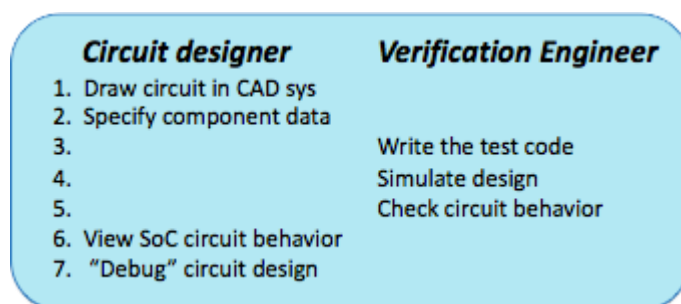 Circuit designer Verification Engineer
1. Draw circuit in CAD sys
2. Specify component data
3. Write the test code
4. Simulate design
5. Check circuit behavior
6. View SoC circuit behavior
7. “Debug” circuit design